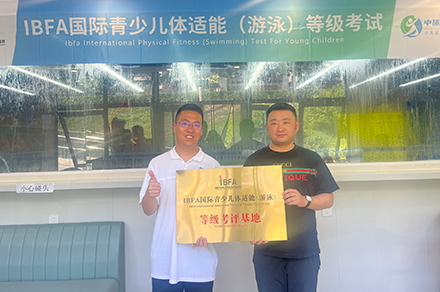 IBFA国际青少儿体适能（游泳）等级考试
Ibfa International Physical Fitness (Swimming) Test For Young Children
小心碰头
IBFA
IBFA国际青少儿体适能（游泳）
等级考评基地
GUCCI